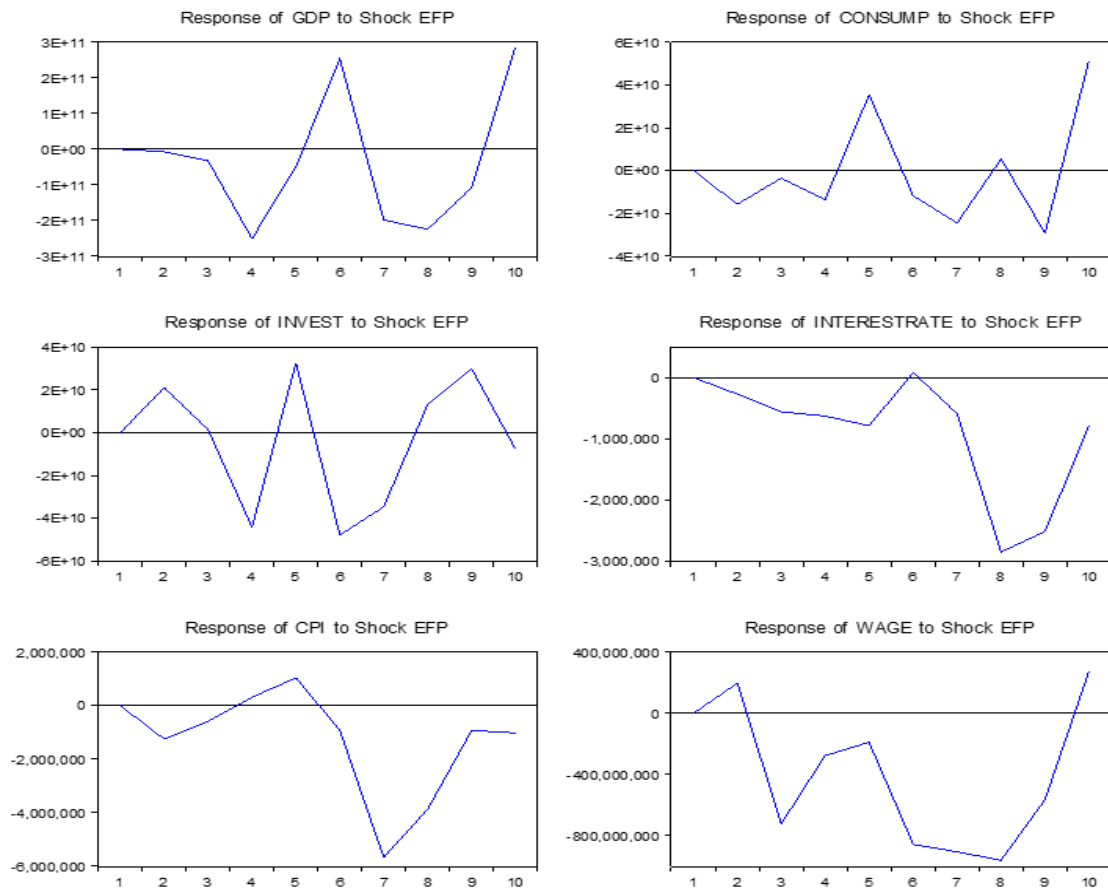 Response of GDP to Shock EFP
3E+11
2E+11
1E+11
0E+00
-1E+11
-2E+11
-3E+11
1 2 3 4 5 6 7 8 9 10
Response of CONSUMP to Shock EFP
6E+10
4E+10
2E+10
0E+00
-2E+10
-4E+10
1 2 3 4 5 6 7 8 9 10
Response of INVEST to Shock EFP
4E+10
2E+10
0E+00
-2E+10
-4E+10
-6E+10
1 2 3 4 5 6 7 8 9 10
Response of INTERESTRATE to Shock EFP
0
-1,000,000
-2,000,000
-3,000,000
1 2 3 4 5 6 7 8 9 10
Response of CPI to Shock EFP
2,000,000
0
-2,000,000
-4,000,000
-6,000,000
1 2 3 4 5 6 7 8 9 10
Response of WAGE to Shock EFP
400,000,000
0
-400,000,000
-800,000,000
1 2 3 4 5 6 7 8 9 10